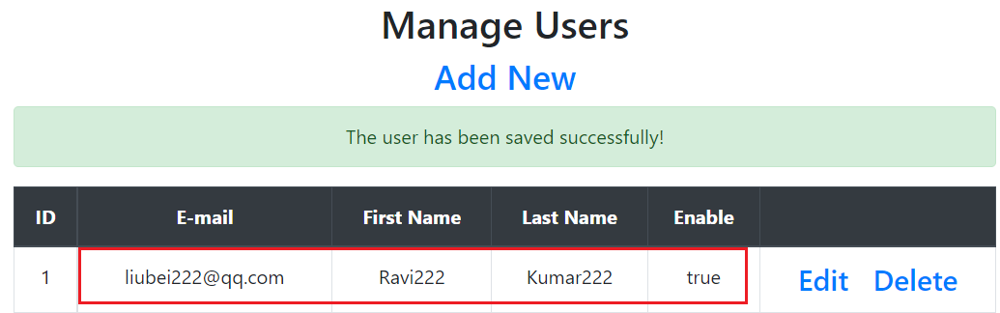 Manage Users
Add New
The user has been saved successfully!
ID E-mail First Name Last Name Enable
1 liubei222@qq.com Ravi222 Kumar222 true Edit Delete